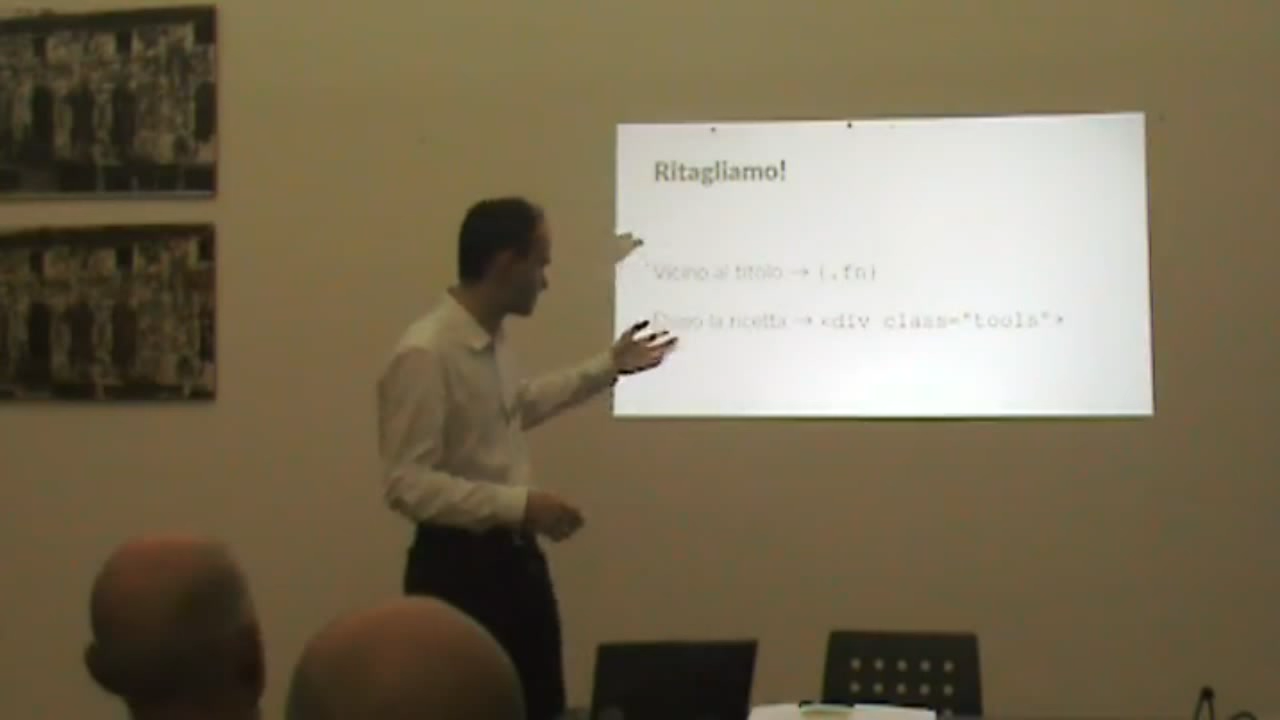 Ritagliamo!
Vicino al titolo → (.fn)
Dopo la ricetta → <div class="tools">